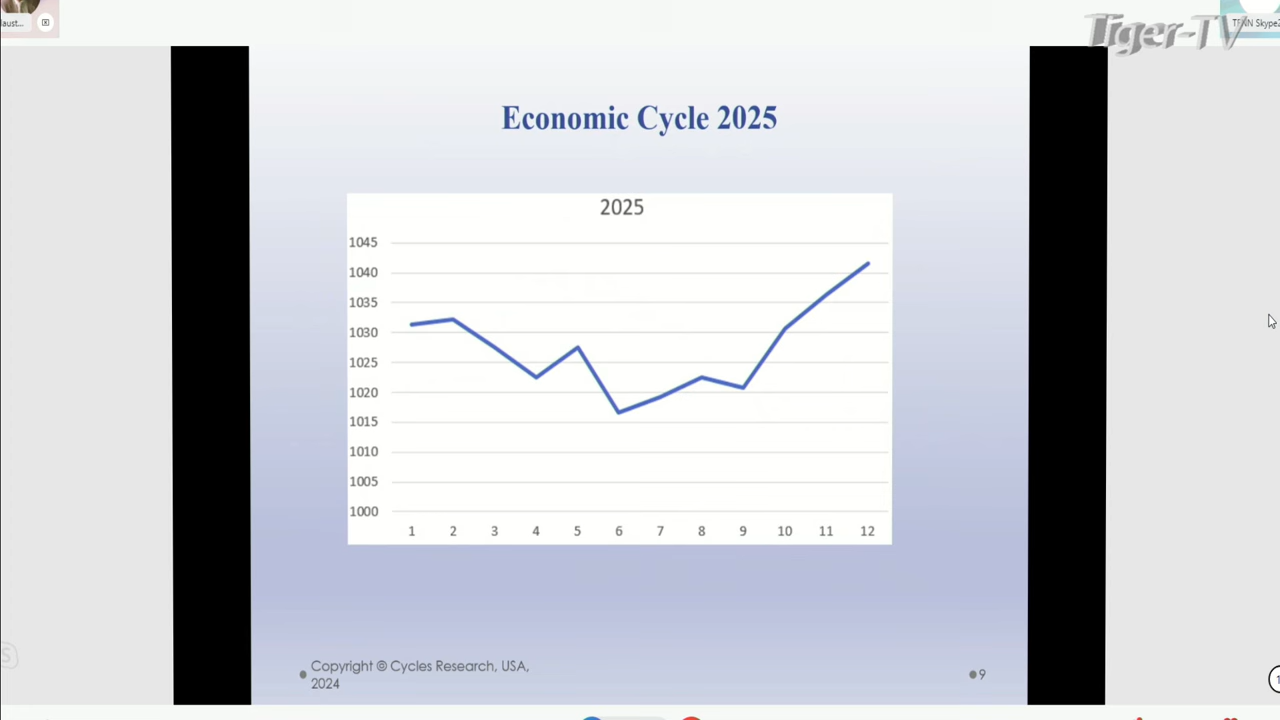 laust...
Tiger-TV
Economic Cycle 2025
2025
1045
1040
1035
1030
1025
1020
1015
1010
1005
1000
1 2 3 4 5 6 7 8 9 10 11 12
Copyright © Cycles Research, USA,
2024
9